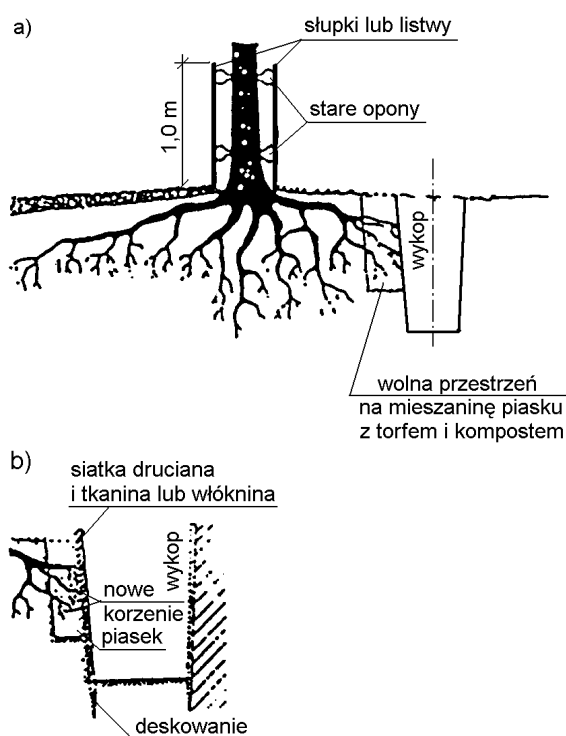 a)
słupki lub listwy
stare opony
1,0 m
wykop
wolna przestrzeń
na mieszaninę piasku
z torfem i kompostem
b)
siatka druciana
i tkanina lub włóknina
wykop
nowe
korzenie
piasek
deskowanie